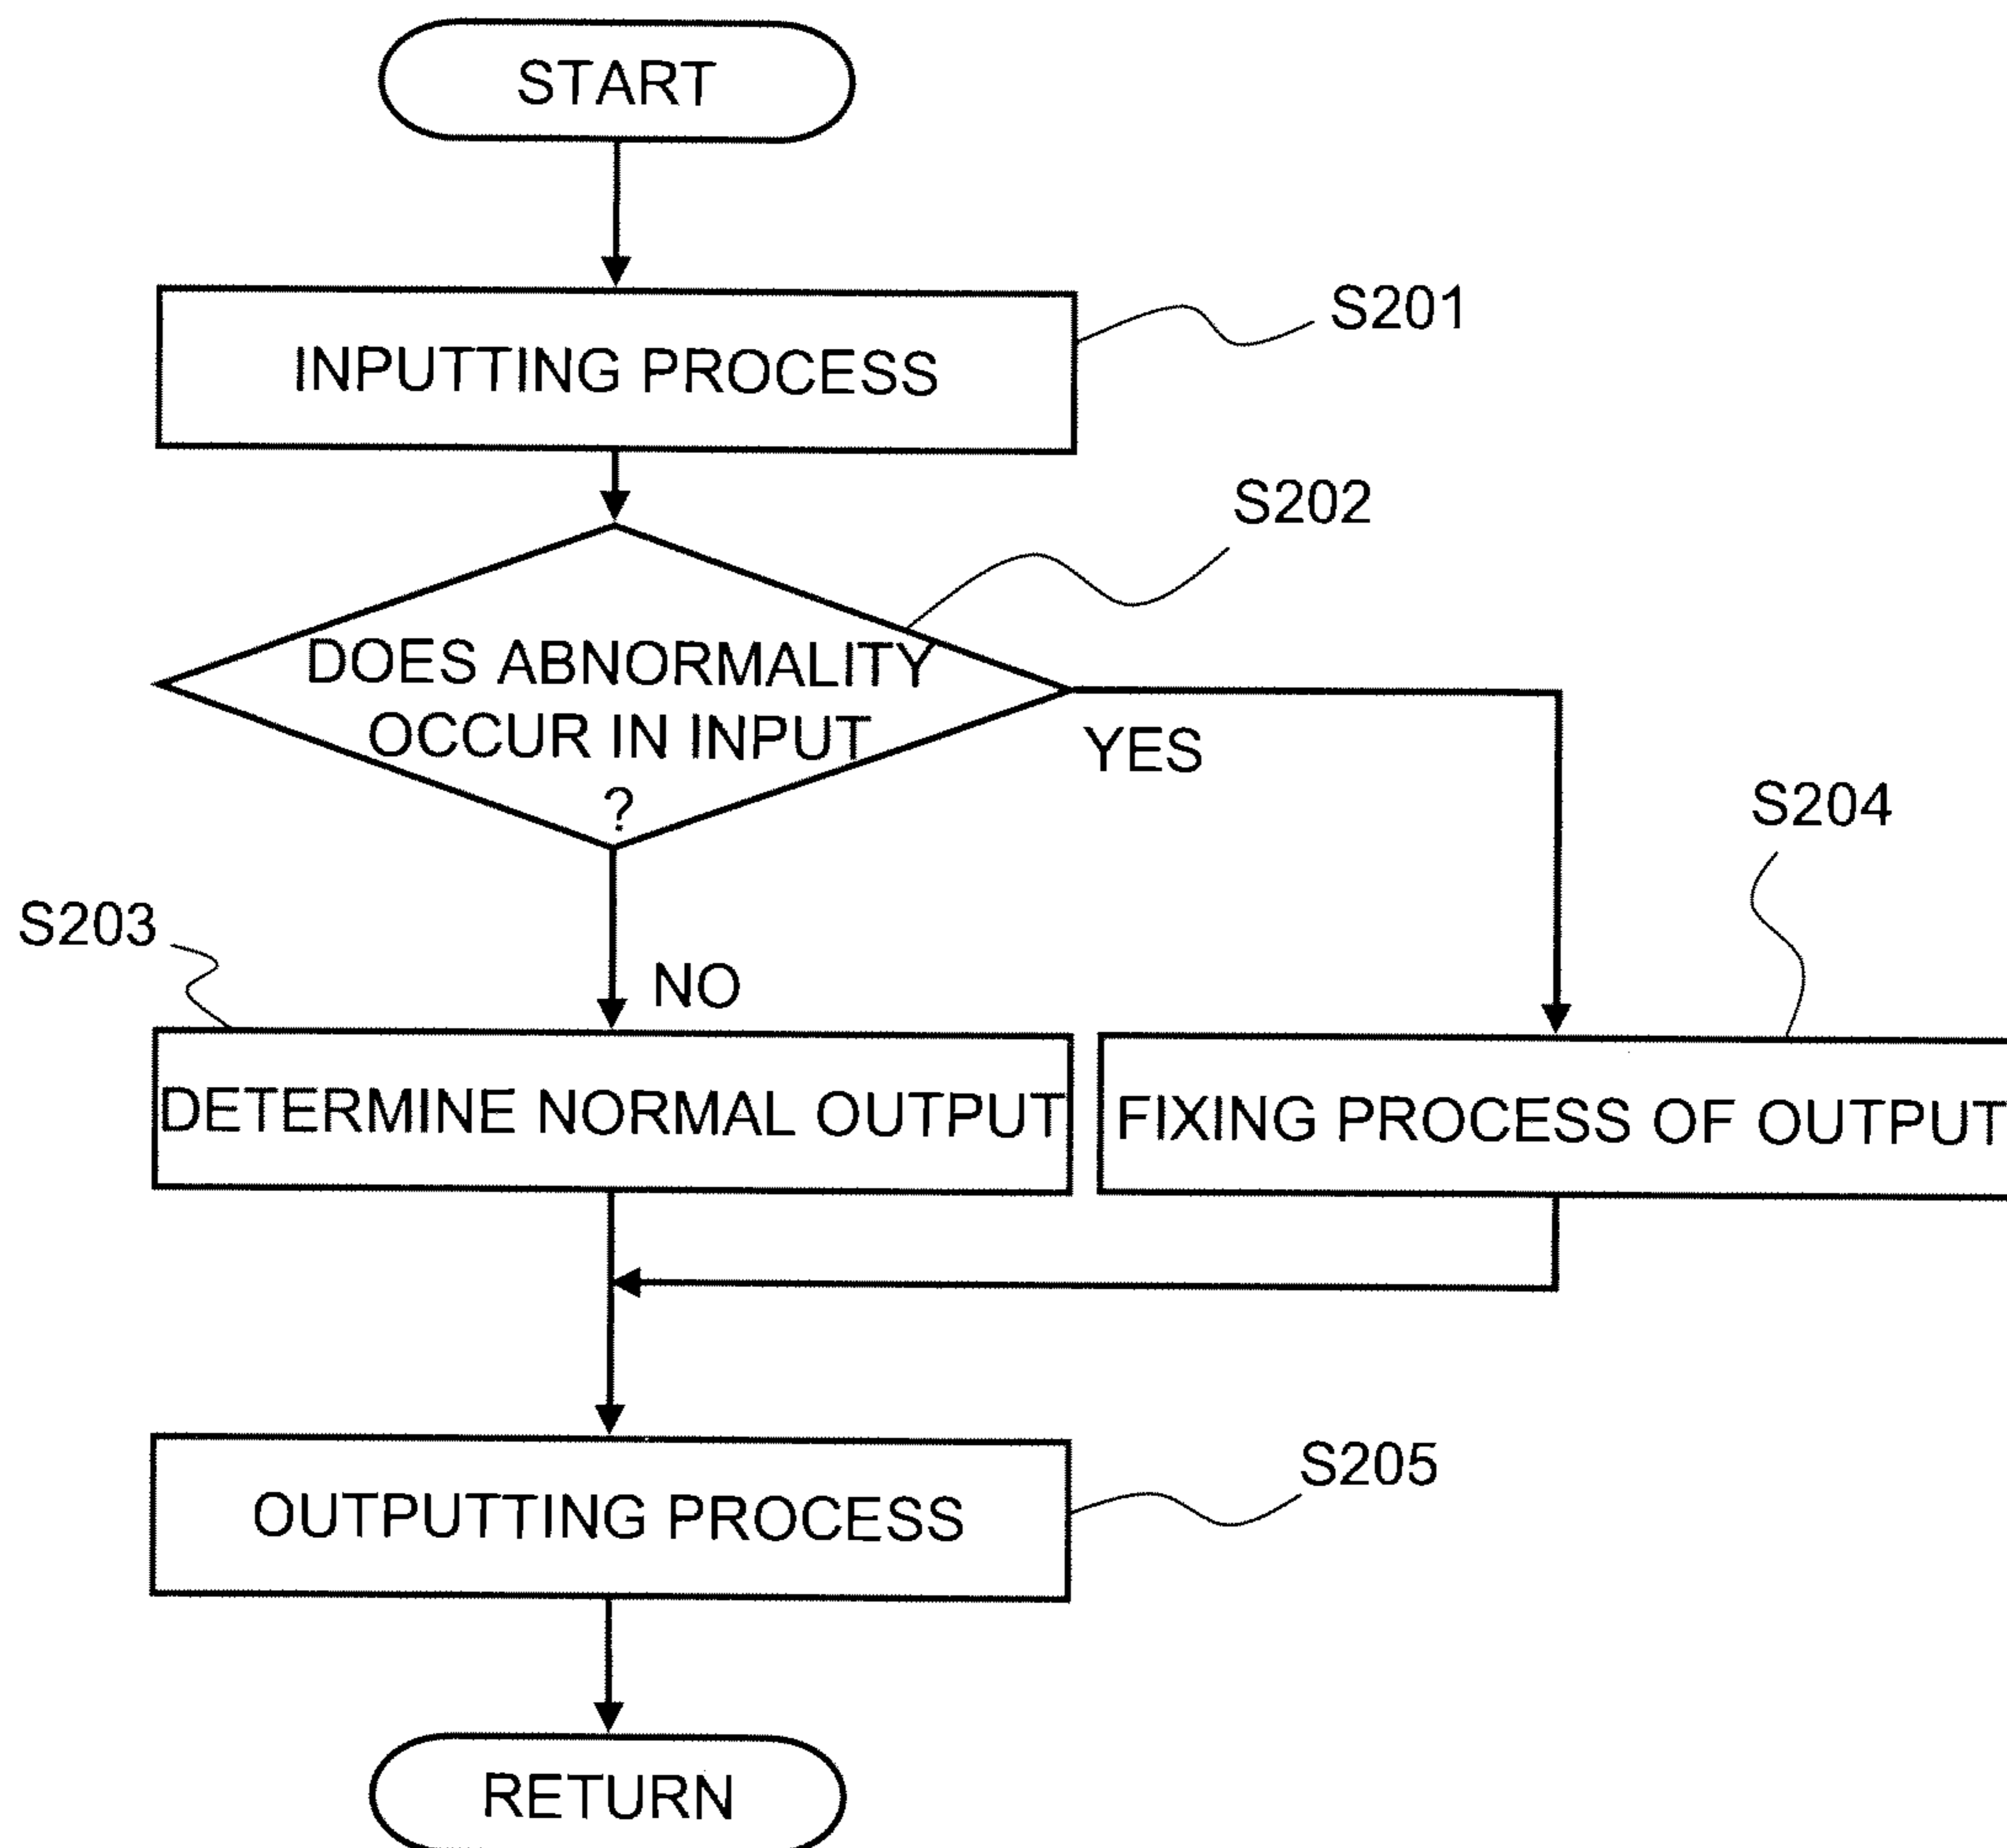 START
INPUTTING PROCESS
S201
S202
DOES ABNORMALITY
OCCUR IN INPUT
?
YES
NO
S203
S204
DETERMINE NORMAL OUTPUT
FIXING PROCESS OF OUTPUT
OUTPUTTING PROCESS
S205
RETURN